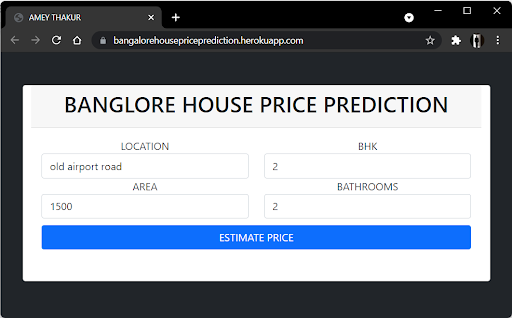 AMEY THAKUR
bangalorehousepriceprediction.herokuapp.com
BANGLORE HOUSE PRICE PREDICTION
LOCATION BHK
old airport road 2
AREA BATHROOMS
1500 2
ESTIMATE PRICE